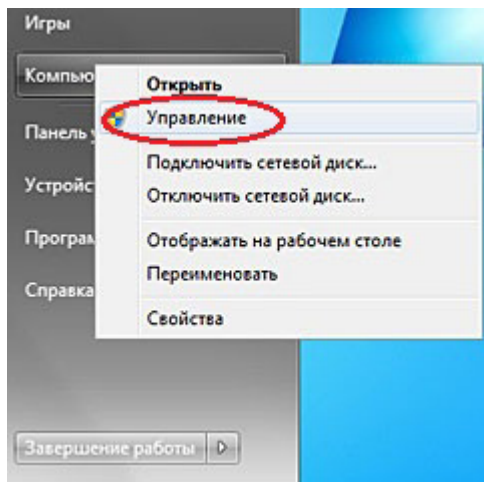 Игры
Компью
Открыть
Управление
Панель
Подключить сетевой диск...
Устройс
Отключить сетевой диск...
Програм
Отображать на рабочем столе
Переименовать
Справка
Свойства
Завершение работы